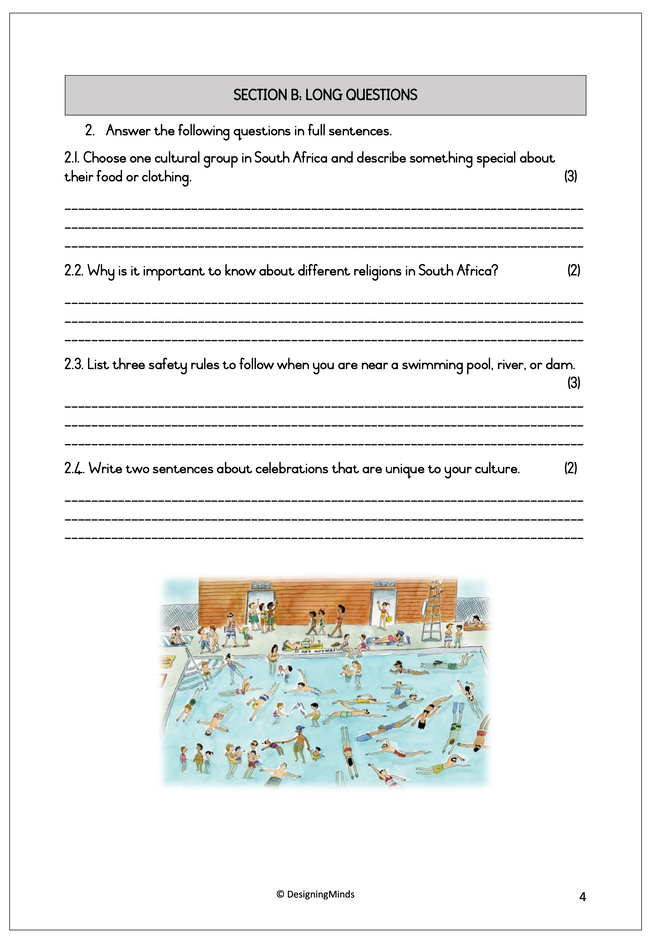 SECTION B: LONG QUESTIONS
2. Answer the following questions in full sentences.
2.1. Choose one cultural group in South Africa and describe something special about
their food or clothing. (3)
2.2. Why is it important to know about different religions in South Africa? (2)
2.3. List three safety rules to follow when you are near a swimming pool, river, or dam.
(3)
2.4. Write two sentences about celebrations that are unique to your culture. (2)
© DesigningMinds 4